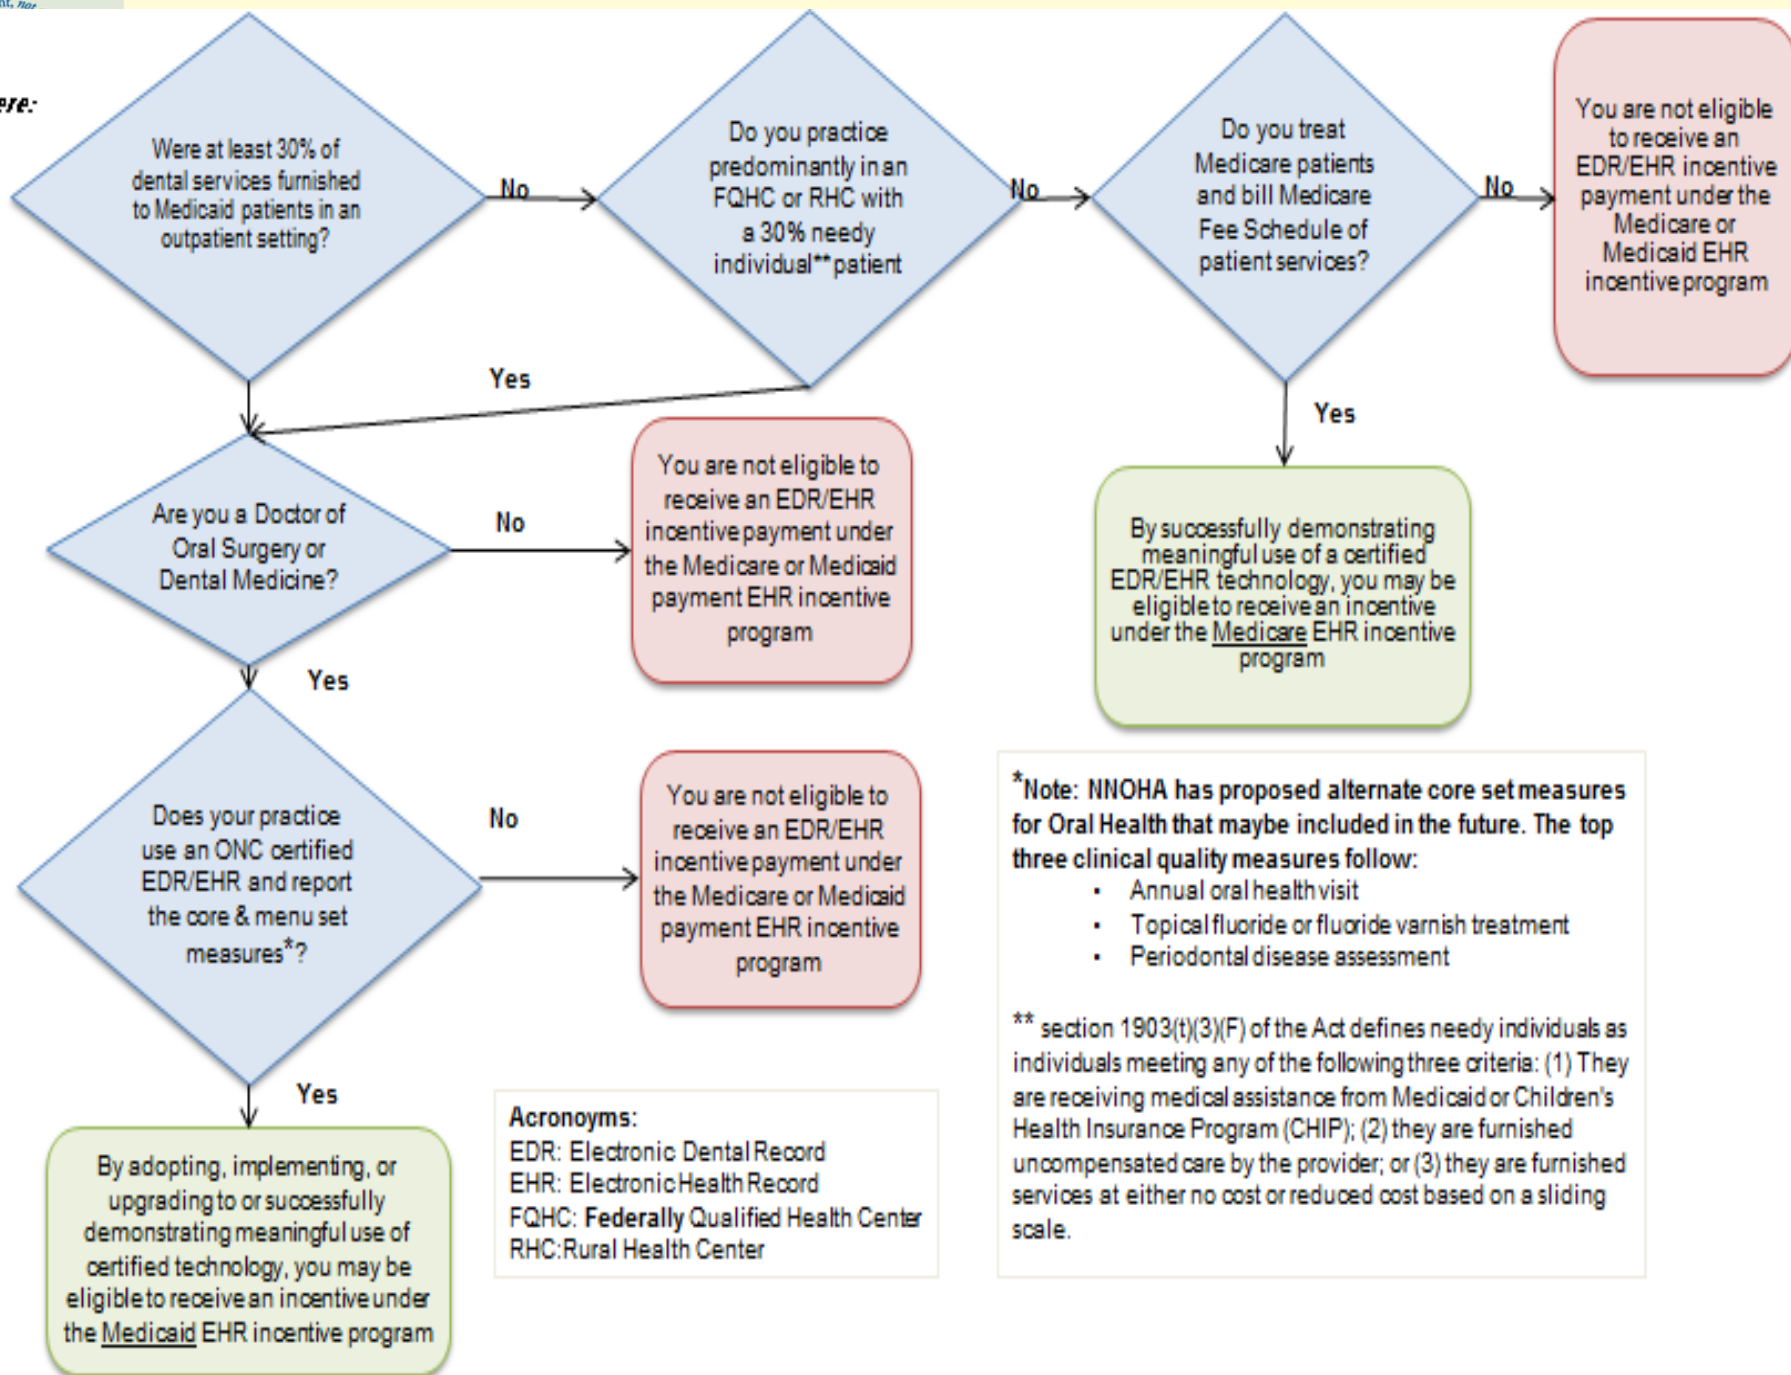 nt, not
ere:
Were at least 30% of
dental services furnished
to Medicaid patients in an
outpatient setting?
No
Do you practice
predominantly in an
FQHC or RHC with
a 30% needy
individual** patient
No
Do you treat
Medicare patients
and bill Medicare
Fee Schedule of
patient services?
No
You are not eligible
to receive an
EDR/EHR incentive
payment under the
Medicare or
Medicaid EHR
incentive program
Yes
Yes
Are you a Doctor of
Oral Surgery or
Dental Medicine?
No
You are not eligible to
receive an EDR/EHR
incentive payment under
the Medicare or Medicaid
payment EHR incentive
program
By successfully demonstrating
meaningful use of a certified
EDR/EHR technology, you may be
eligible to receive an incentive
under the Medicare EHR incentive
program
Yes
Does your practice
use an ONC certified
EDR/EHR and report
the core & menu set
measures*?
No
You are not eligible to
receive an EDR/EHR
incentive payment under
the Medicare or Medicaid
payment EHR incentive
program
*Note: NNOHA has proposed alternate core set measures
for Oral Health that maybe included in the future. The top
three clinical quality measures follow:
▪ Annual oral health visit
▪ Topical fluoride or fluoride varnish treatment
▪ Periodontal disease assessment
** section 1903(t)(3)(F) of the Act defines needy individuals as
individuals meeting any of the following three criteria: (1) They
are receiving medical assistance from Medicaid or Children's
Health Insurance Program (CHIP); (2) they are furnished
uncompensated care by the provider; or (3) they are furnished
services at either no cost or reduced cost based on a sliding
scale.
Yes
By adopting, implementing, or
upgrading to or successfully
demonstrating meaningful use of
certified technology, you may be
eligible to receive an incentive under
the Medicaid EHR incentive program
Acronoyms:
EDR: Electronic Dental Record
EHR: Electronic Health Record
FQHC: Federally Qualified Health Center
RHC:Rural Health Center